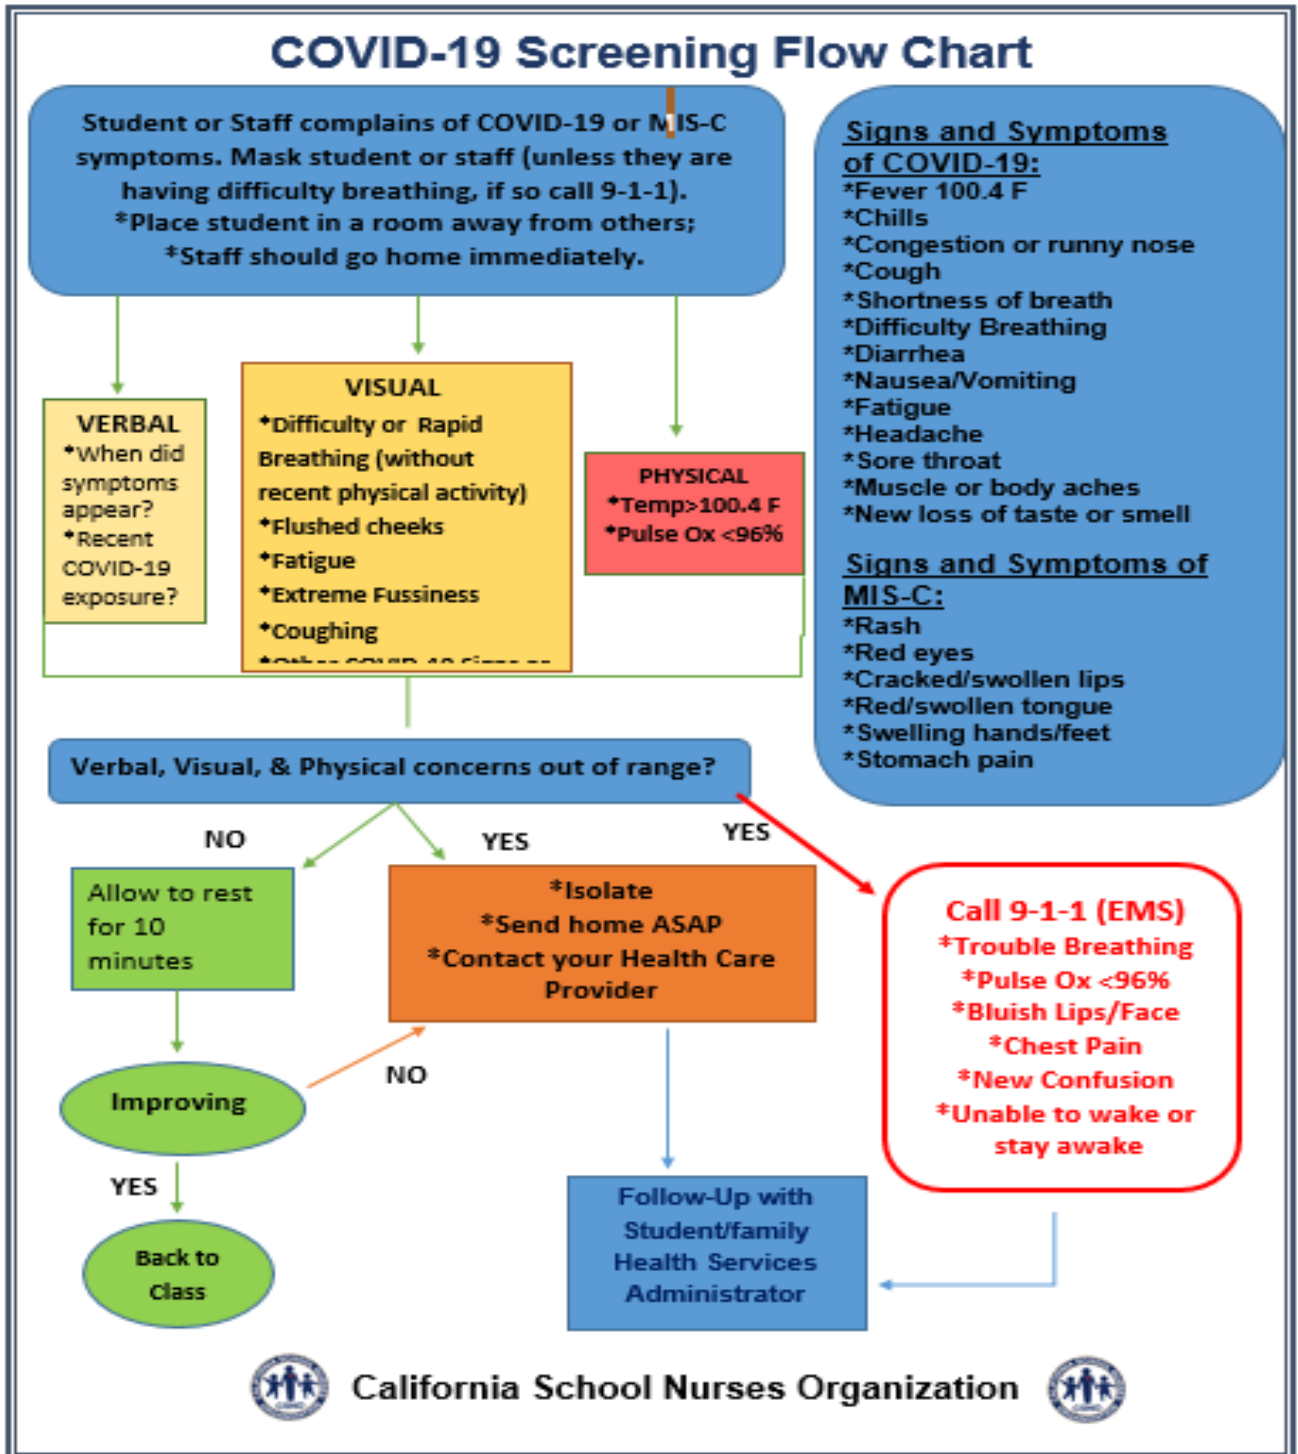 COVID-19 Screening Flow Chart
Student or Staff complains of COVID-19 or MIS-C
symptoms. Mask student or staff (unless they are
having difficulty breathing, if so call 9-1-1).
*Place student in a room away from others;
*Staff should go home immediately.
Signs and Symptoms
of COVID-19:
*Fever 100.4 F
*Chills
*Congestion or runny nose
*Cough
*Shortness of breath
*Difficulty Breathing
*Diarrhea
*Nausea/Vomiting
*Fatigue
*Headache
*Sore throat
*Muscle or body aches
*New loss of taste or smell
Signs and Symptoms of
MIS-C:
*Rash
*Red eyes
*Cracked/swollen lips
*Red/swollen tongue
*Swelling hands/feet
*Stomach pain
VERBAL
*When did
symptoms
appear?
*Recent
COVID-19
exposure?
VISUAL
*Difficulty or Rapid
Breathing (without
recent physical activity)
*Flushed cheeks
*Fatigue
*Extreme Fussiness
*Coughing
*Other COVID-19 Signs or
PHYSICAL
*Temp>100.4 F
*Pulse Ox <96%
Verbal, Visual, & Physical concerns out of range?
NO
YES
YES
Allow to rest
for 10
minutes
*Isolate
*Send home ASAP
*Contact your Health Care
Provider
Call 9-1-1 (EMS)
*Trouble Breathing
*Pulse Ox <96%
*Bluish Lips/Face
*Chest Pain
*New Confusion
*Unable to wake or
stay awake
Improving
NO
YES
Back to
Class
Follow-Up with
Student/family
Health Services
Administrator
California School Nurses Organization